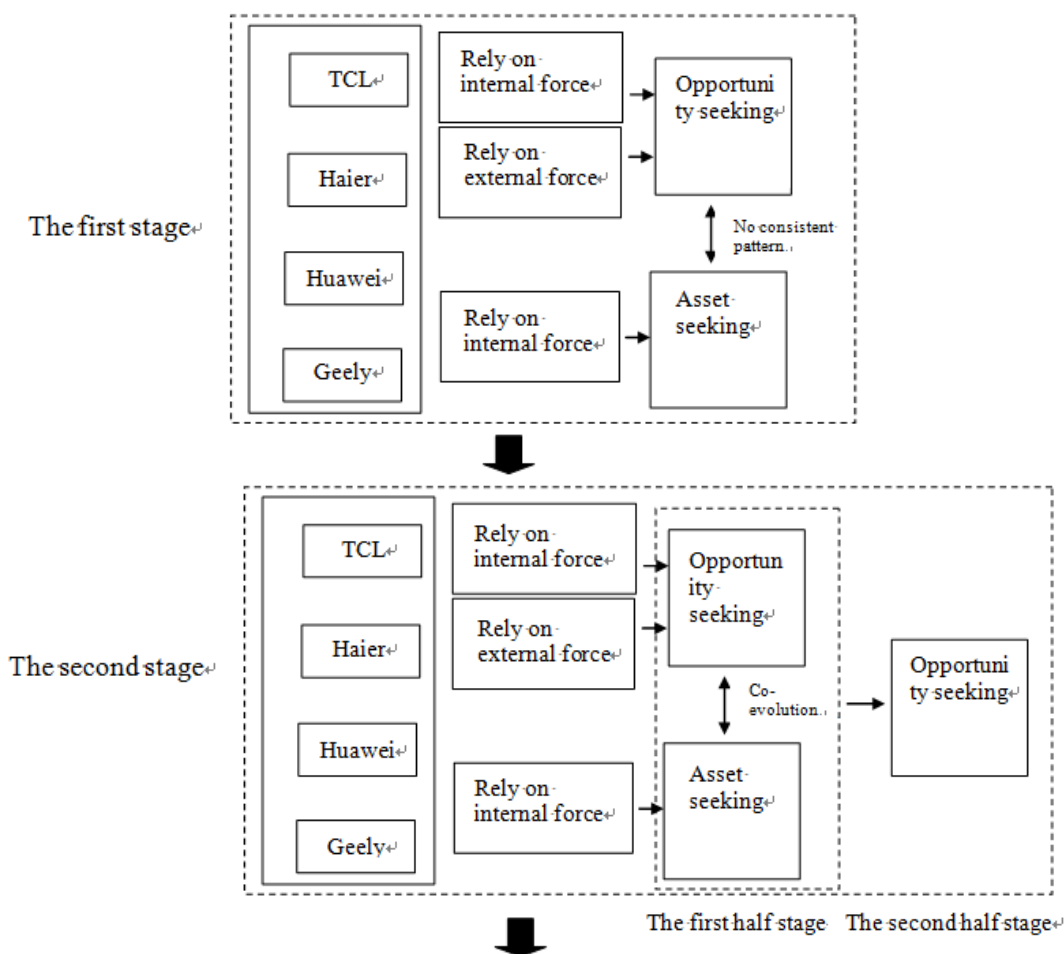 TCL
Haier
Huawei
Geely
The first stage
Rely on
internal force
Rely on
external force
Rely on
internal force
Opportuni
ty seeking
No consistent
pattern.
Asset
seeking
TCL
Haier
Huawei
Geely
The second stage
Rely on
internal force
Rely on
external force
Rely on
internal force
Opportun
ity
seeking
Co-
evolution.
Asset
seeking
Opportuni
ty seeking
The first half stage
The second half stage